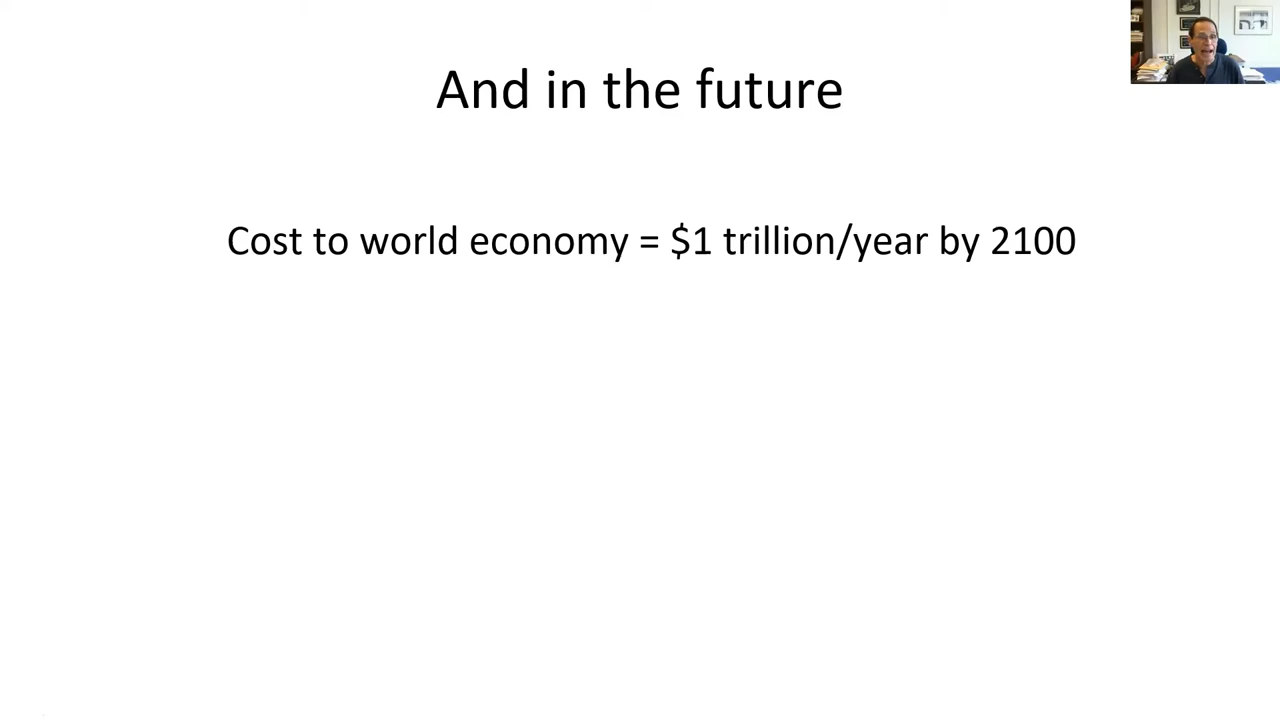 And in the future
Cost to world economy = $1 trillion/year by 2100